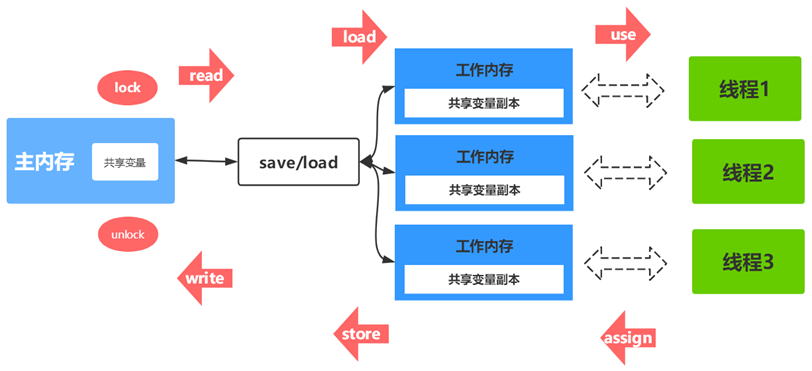 load
use
read
lock
工作内存
共享变量副本
线程1
主内存
共享变量
save/load
工作内存
共享变量副本
线程2
unlock
工作内存
共享变量副本
线程3
write
store
assign